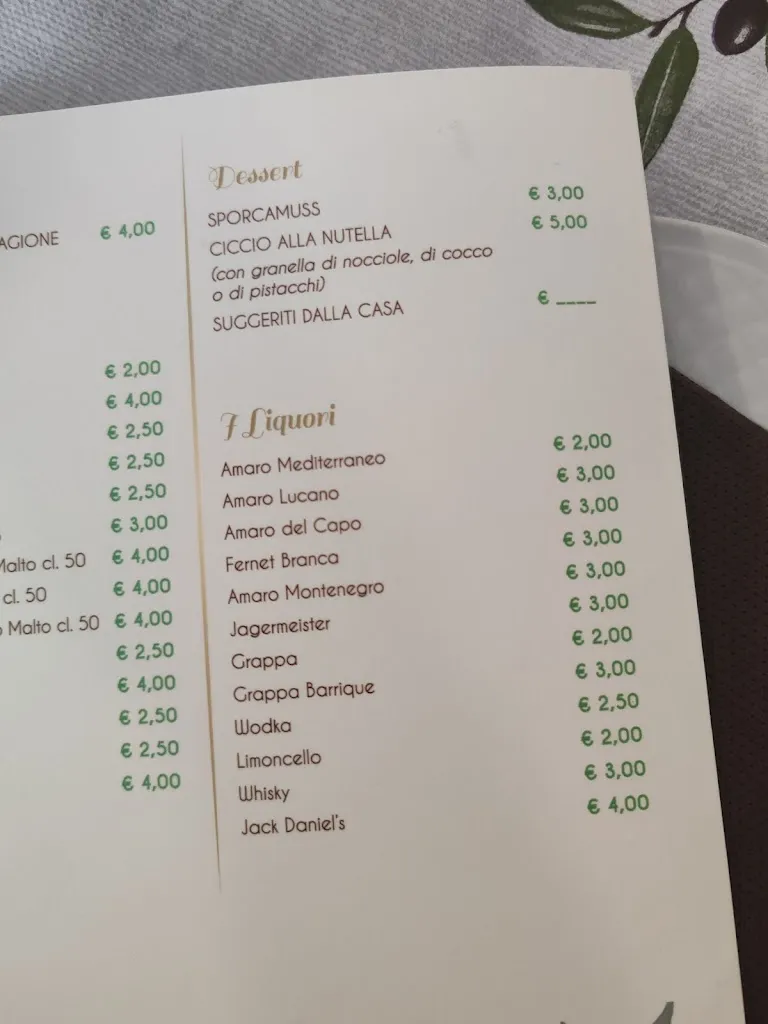 AGIONE € 4,00
€ 2,00
€ 4,00
€ 2,50
€ 2,50
€ 2,50
€ 3,00
Malto cl. 50 € 4,00
cl. 50 € 4,00
o Malto cl. 50 € 4,00
€ 2,50
€ 4,00
€ 2,50
€ 2,50
€ 4,00
Dessert
SPORCAMUSS € 3,00
CICCIO ALLA NUTELLA € 5,00
(con granella di nocciole, di cocco
o di pistacchi)
SUGGERITI DALLA CASA € ____
I Liquori
Amaro Mediterraneo € 2,00
Amaro Lucano € 3,00
Amaro del Capo € 3,00
Fernet Branca € 3,00
Amaro Montenegro € 3,00
Jagermeister € 3,00
Grappa € 2,00
Grappa Barrique € 3,00
Wodka € 2,50
Limoncello € 2,00
Whisky € 3,00
Jack Daniel's € 4,00